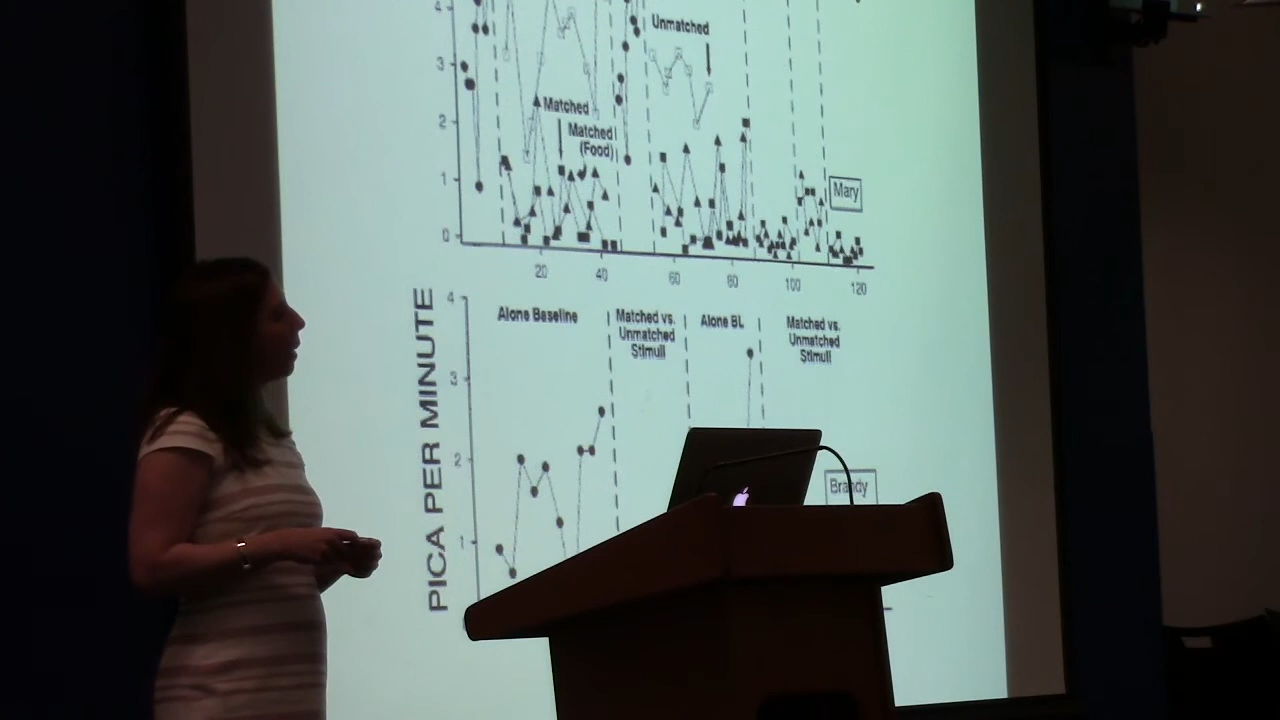 4
Unmatched
3
Matched
2
Matched
(Food)
1
Mary
0
20 40 60 80 100 120
PICA PER MINUTE
4
Alone Baseline
Matched vs.
Unmatched
Stimuli
Alone BL
Matched vs.
Unmatched
Stimuli
3
2
Brandy
1